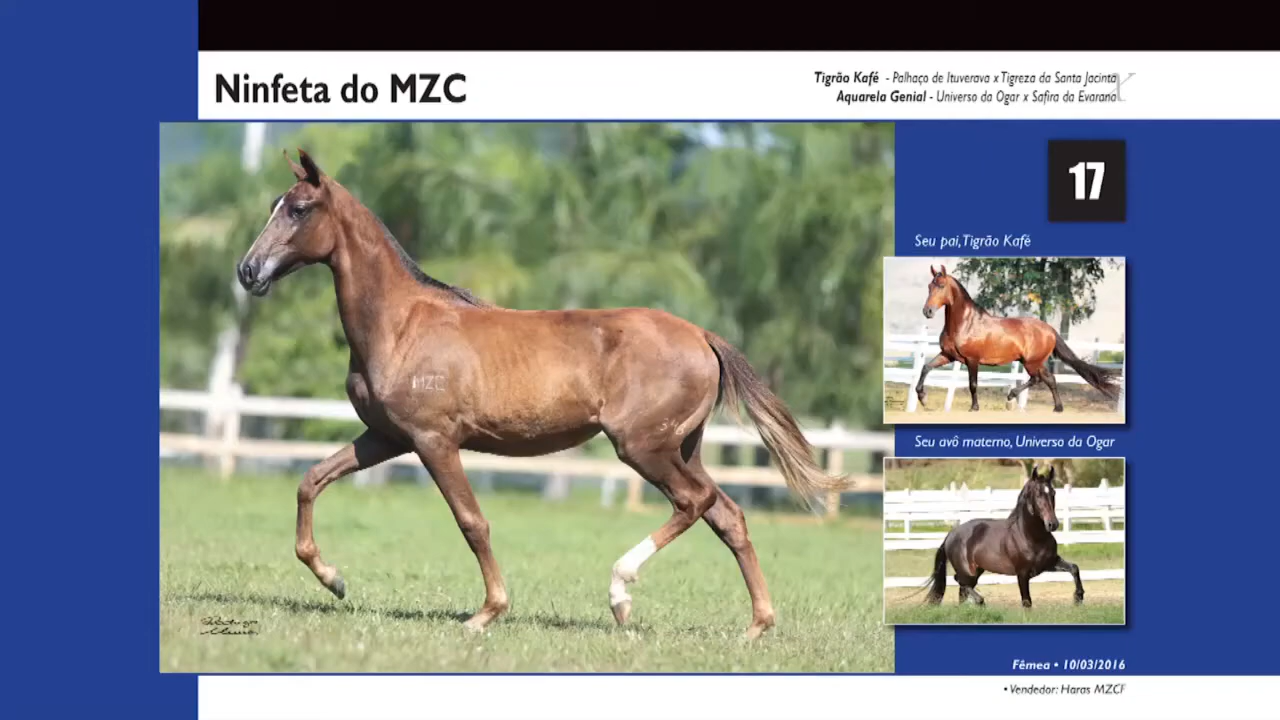 Ninfeta do MZC
Tigrão Kafé - Palhaço de Ituverava x Tigreza da Santa Jacinta
Aquarela Genial - Universo da Ogar x Safira da Evarana
17
Seu pai, Tigrão Kafé
MZC
Seu avô materno, Universo da Ogar
Fêmea • 10/03/2016
• Vendedor: Haras MZCF